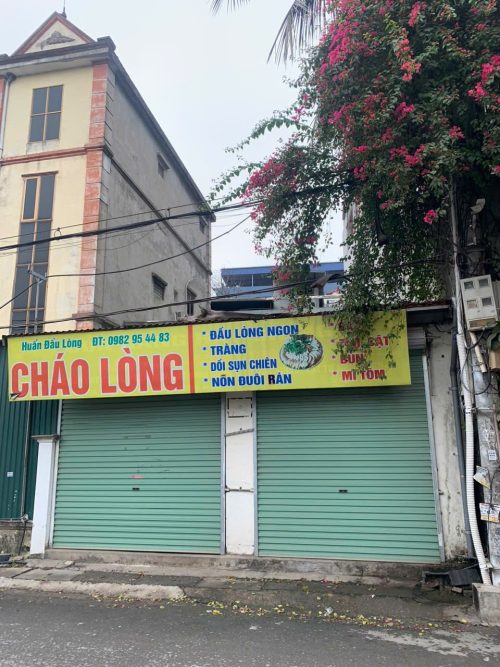 Huấn Đầu Lòng ĐT: 0982 95 44 83
CHÁO LÒNG
• ĐẦU LÒNG NGON
• TRÀNG
• DỒI SỤN CHIÊN
• NÕN ĐUÔI RẮN
• BÚN
• MÌ TÔM